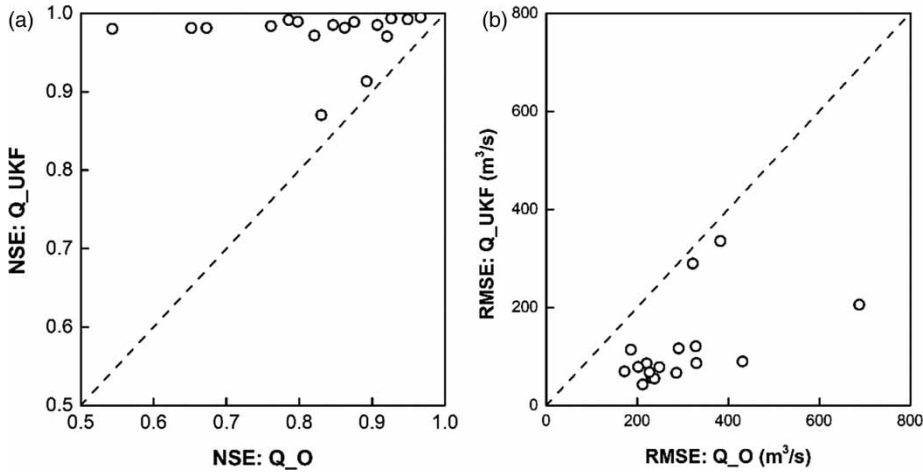 (a)
1.0
0.9
0.8
0.7
0.6
0.5
NSE: Q_UKF
0.5 0.6 0.7 0.8 0.9 1.0
NSE: Q_O
(b)
800
600
400
200
0
RMSE: Q_UKF (m³/s)
0 200 400 600 800
RMSE: Q_O (m³/s)